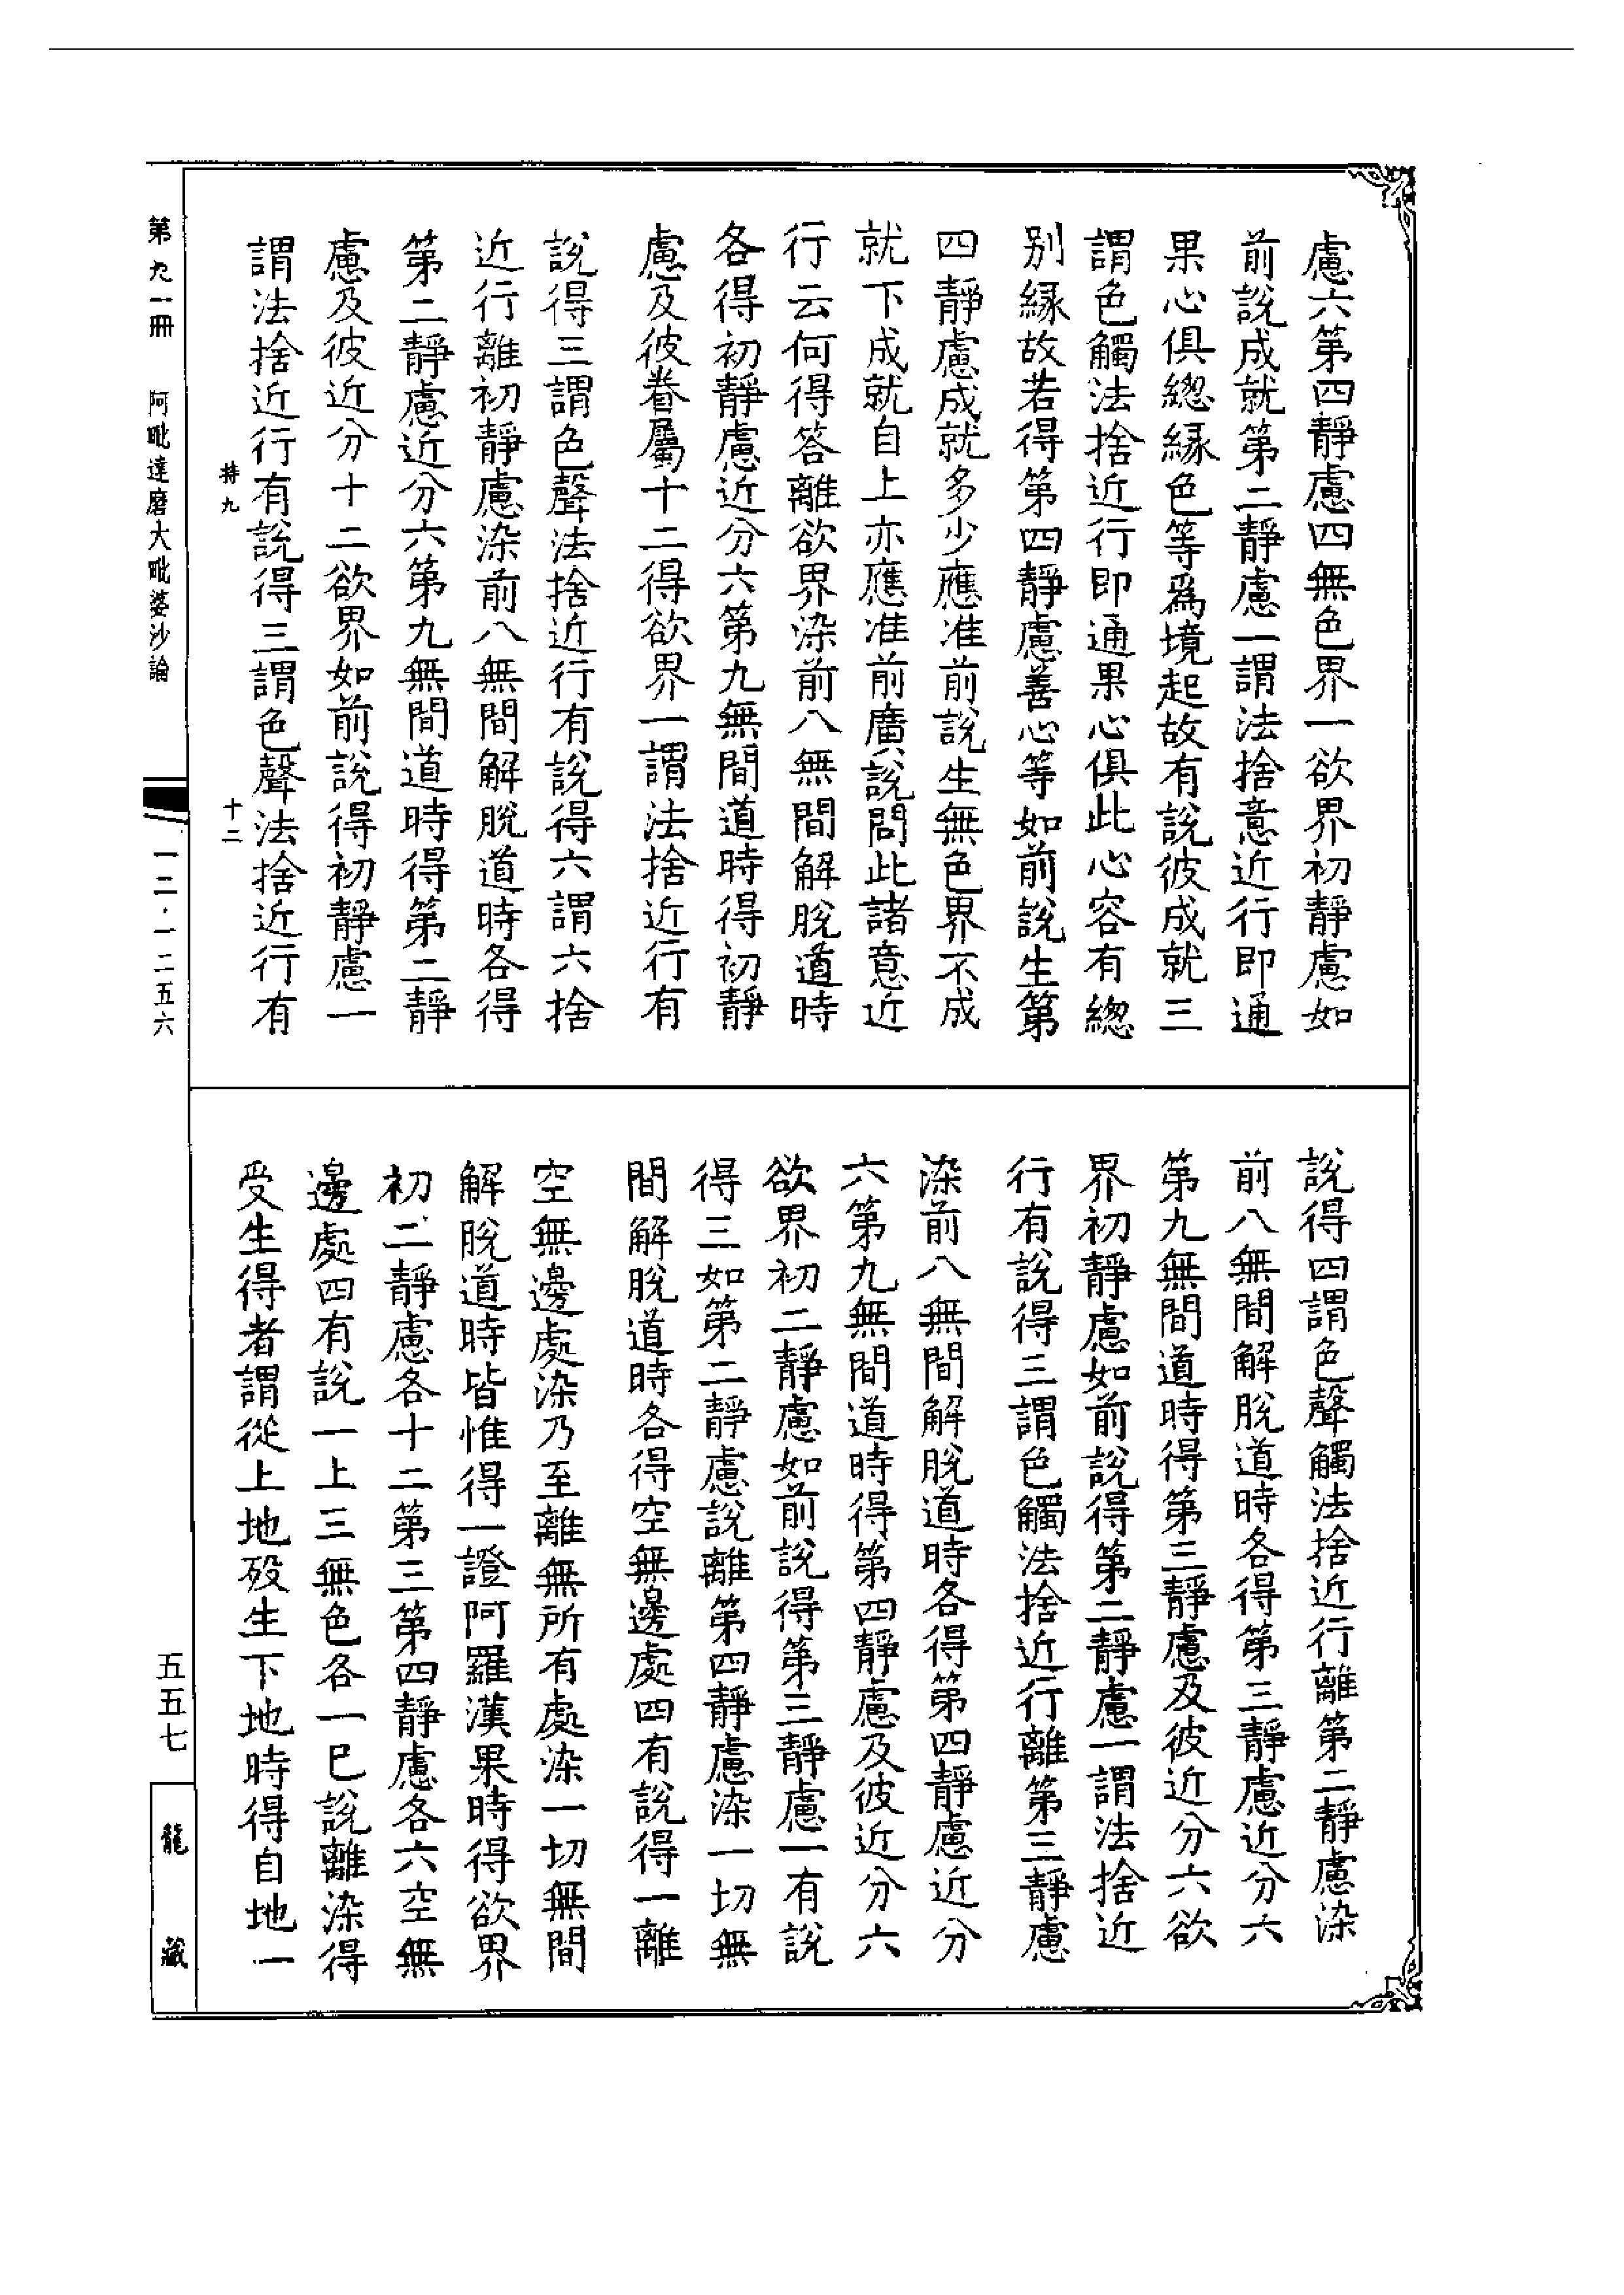 慮六第四靜慮四無色界一欲界初靜慮如
前說成就第二靜慮一謂法捨意近行即通
果心俱緫縁色等爲境起故有說彼成就三
謂色觸法捨近行即通果心俱此心容有緫
别縁故若得第四靜慮善心等如前說生第
四靜慮成就多少應准前說生無色界不成
就下成就自上亦應准前廣說問此諸意近
行云何得答離欲界染前八無間解脫道時
各得初靜慮近分六第九無間道時得初靜
慮及彼眷屬十二得欲界一謂法捨近行有
說得三謂色聲法捨近行有說得六謂六捨
近行離初靜慮染前八無間解脫道時各得
第二靜慮近分六第九無間道時得第二靜
慮及彼近分十二欲界如前說得初靜慮一
謂法捨近行有說得三謂色聲法捨近行有
說得四謂色聲觸法捨近行離第二靜慮染
前八無間解脫道時各得第三靜慮近分六
第九無間道時得第三靜慮及彼近分六欲
界初靜慮如前說得第二靜慮一謂法捨近
行有說得三謂色觸法捨近行離第三靜慮
染前八無間解脫道時各得第四靜慮近分
六第九無間道時得第四靜慮及彼近分六
欲界初二靜慮如前說得第三靜慮一有說
得三如第二靜慮說離第四靜慮染一切無
間解脫道時各得空無邊處四有說得一離
空無邊處染乃至離無所有處染一切無間
解脫道時皆惟得一證阿羅漢果時得欲界
初二靜慮各十二第三第四靜慮各六空無
邊處四有說一上三無色各一巳說離染得
受生得者謂從上地歿生下地時得自地一
持九
十二
第九一冊 阿毗達磨大毗婆沙論
一二·一二五六
五五七
龍藏